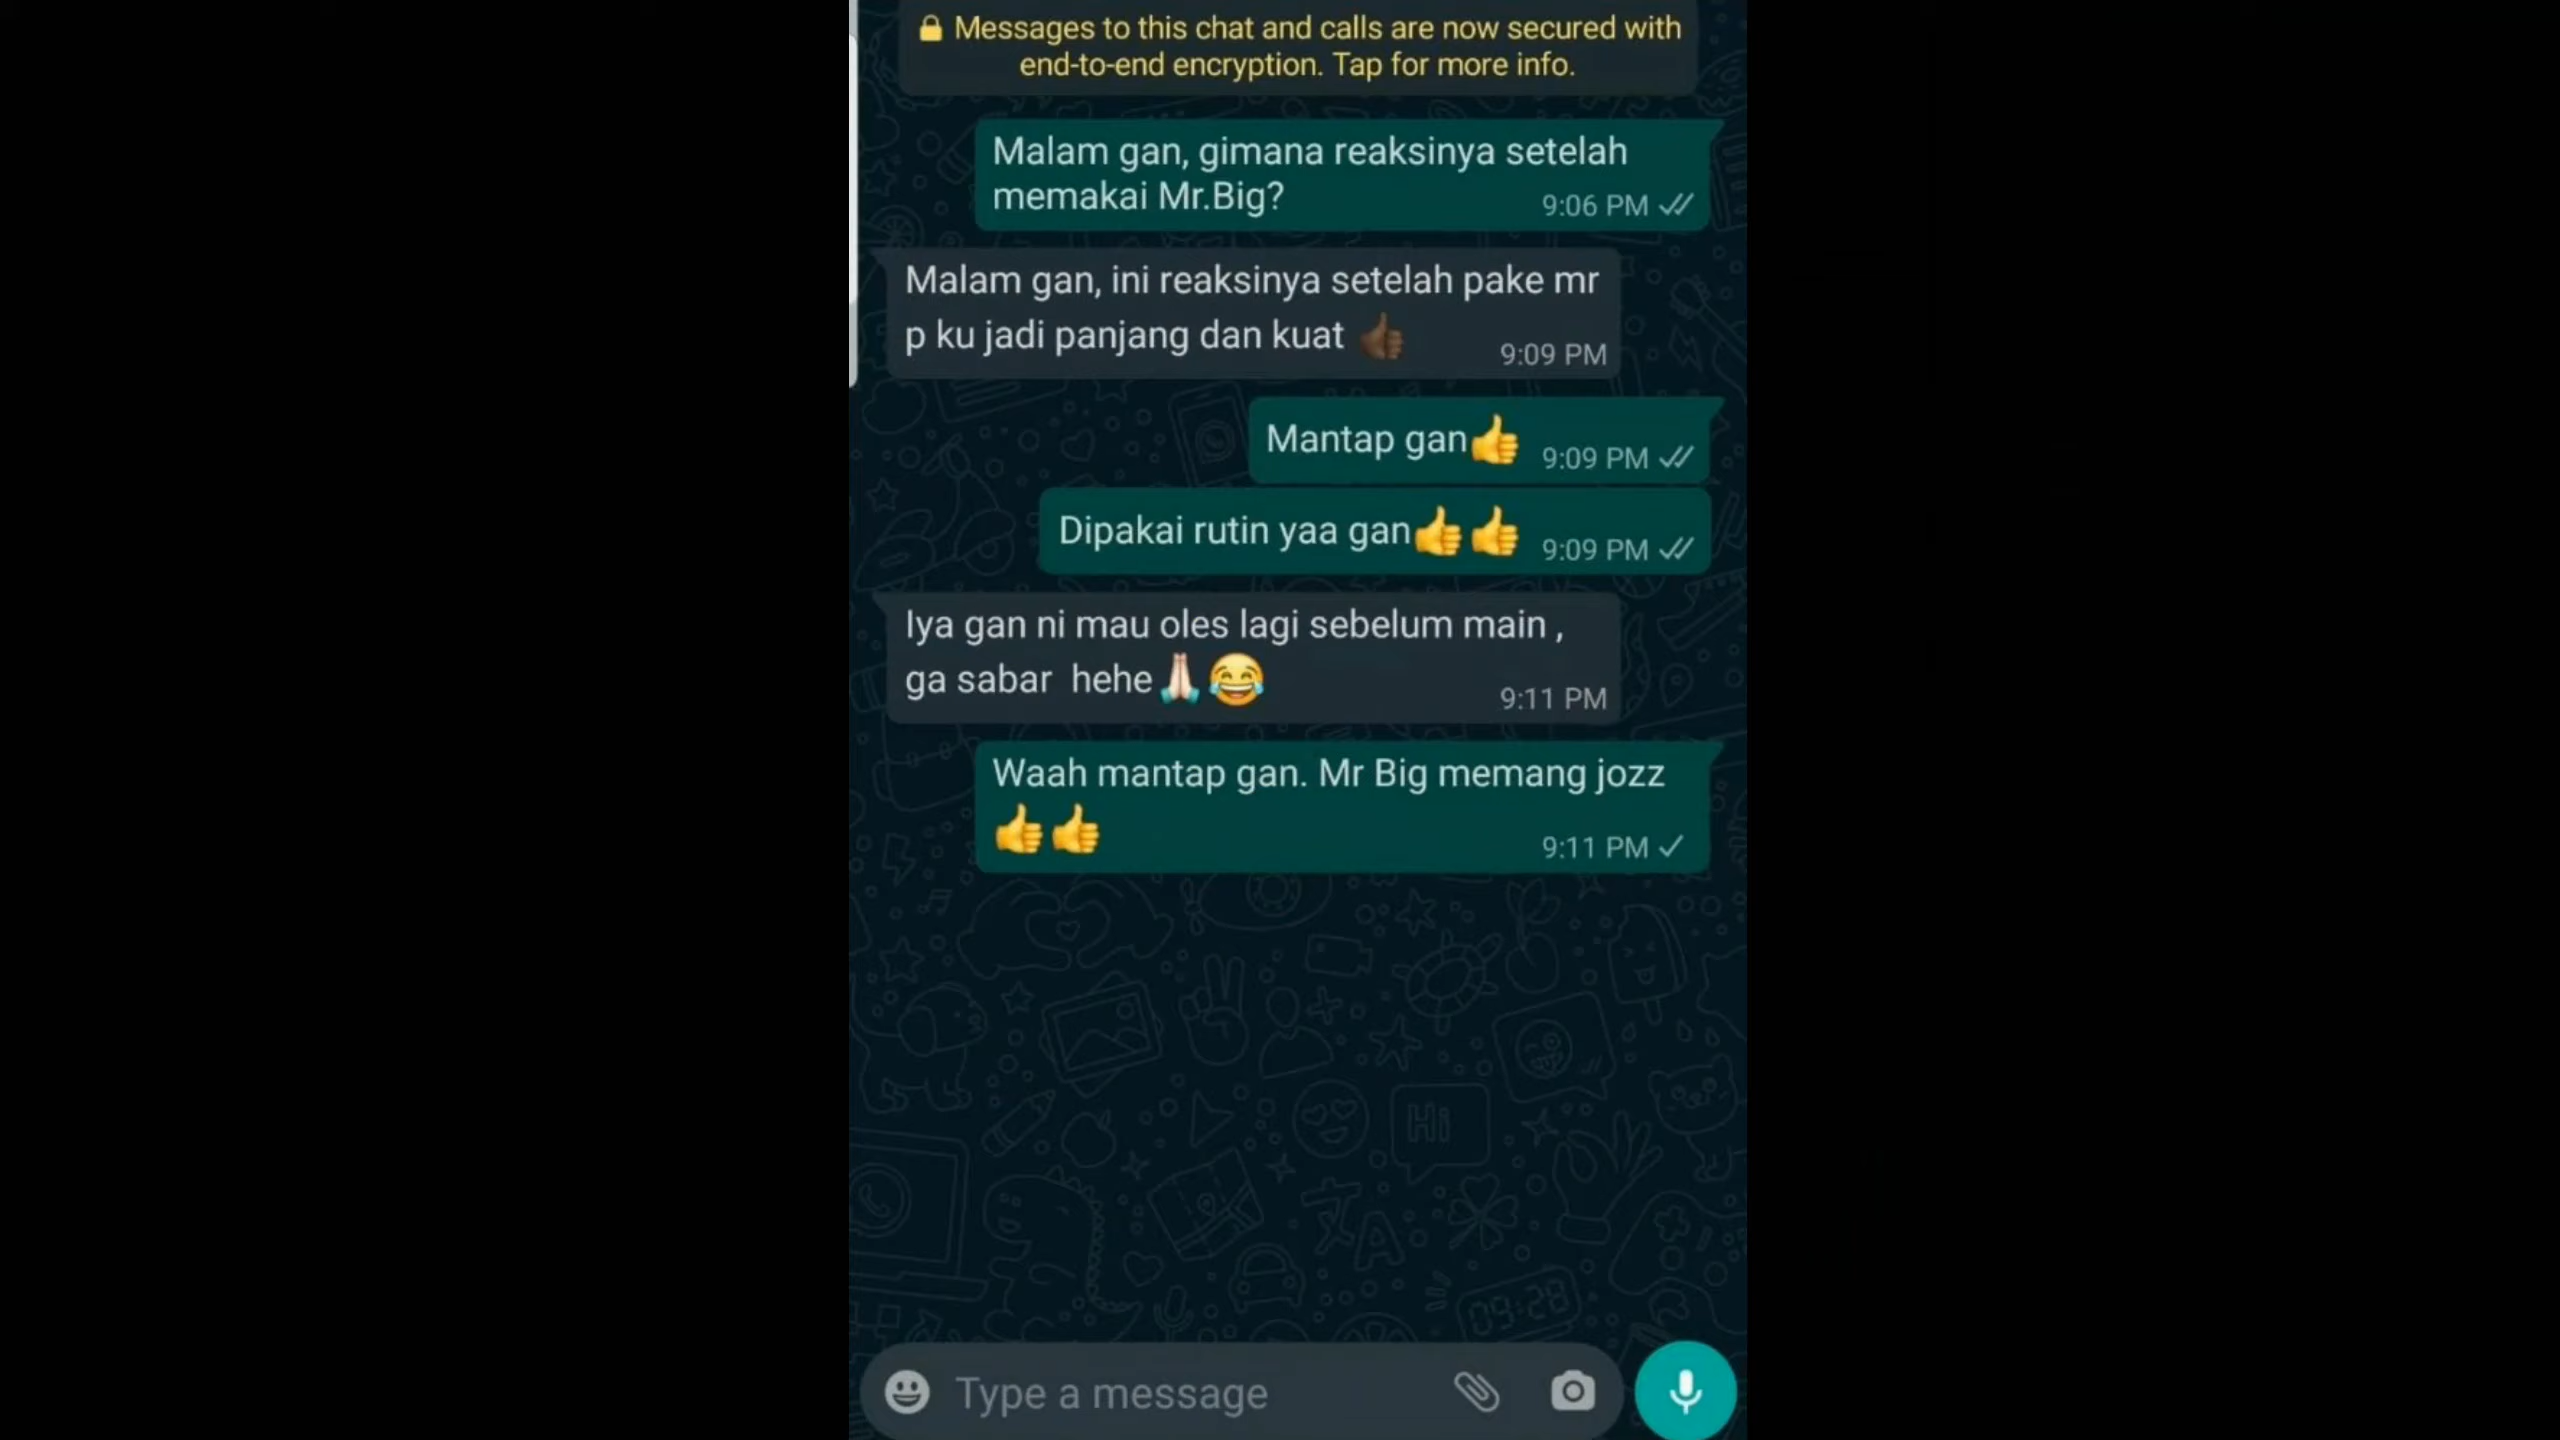 Messages to this chat and calls are now secured with
end-to-end encryption. Tap for more info.
Malam gan, gimana reaksinya setelah
memakai Mr.Big?
9:06 PM
Malam gan, ini reaksinya setelah pake mr
p ku jadi panjang dan kuat 👍🏿
9:09 PM
Mantap gan👍 9:09 PM
Dipakai rutin yaa gan👍👍 9:09 PM
Iya gan ni mau oles lagi sebelum main ,
ga sabar hehe🙏🏻😂
9:11 PM
Waah mantap gan. Mr Big memang jozz
👍👍
9:11 PM
Hi
09:28
Type a message